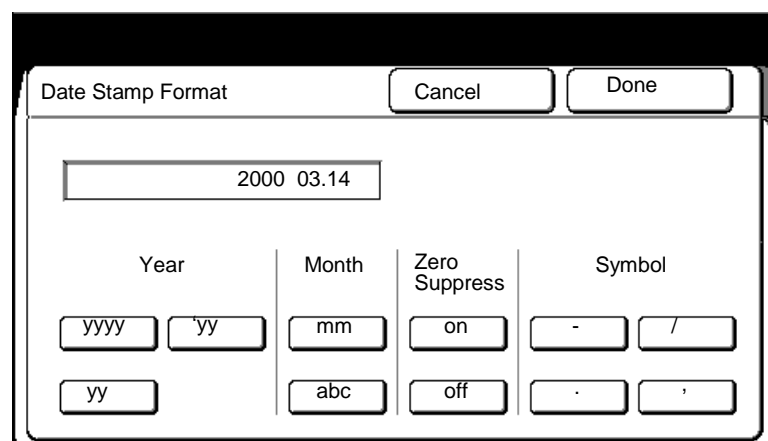 Date Stamp Format Cancel Done
2000 03.14
Year Month Zero Suppress Symbol
yyyy 'yy mm on - /
yy abc off . ,